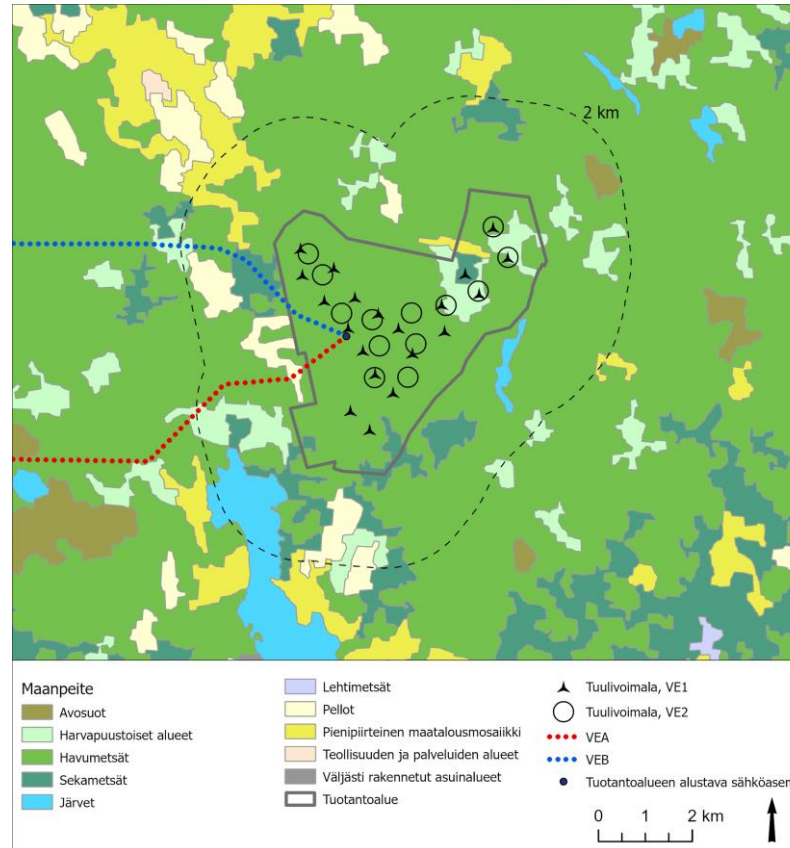 2 km
Maanpeite
Avosuot
Harvapuustoiset alueet
Havumetsät
Sekametsät
Järvet
Lehtimetsät
Pellot
Pienipiirteinen maatalousmosaiikki
Teollisuuden ja palveluiden alueet
Väljästi rakennetut asuinalueet
Tuotantoalue
Tuulivoimala, VE1
Tuulivoimala, VE2
VEA
VEB
Tuotantoalueen alustava sähköasem
0 1 2 km